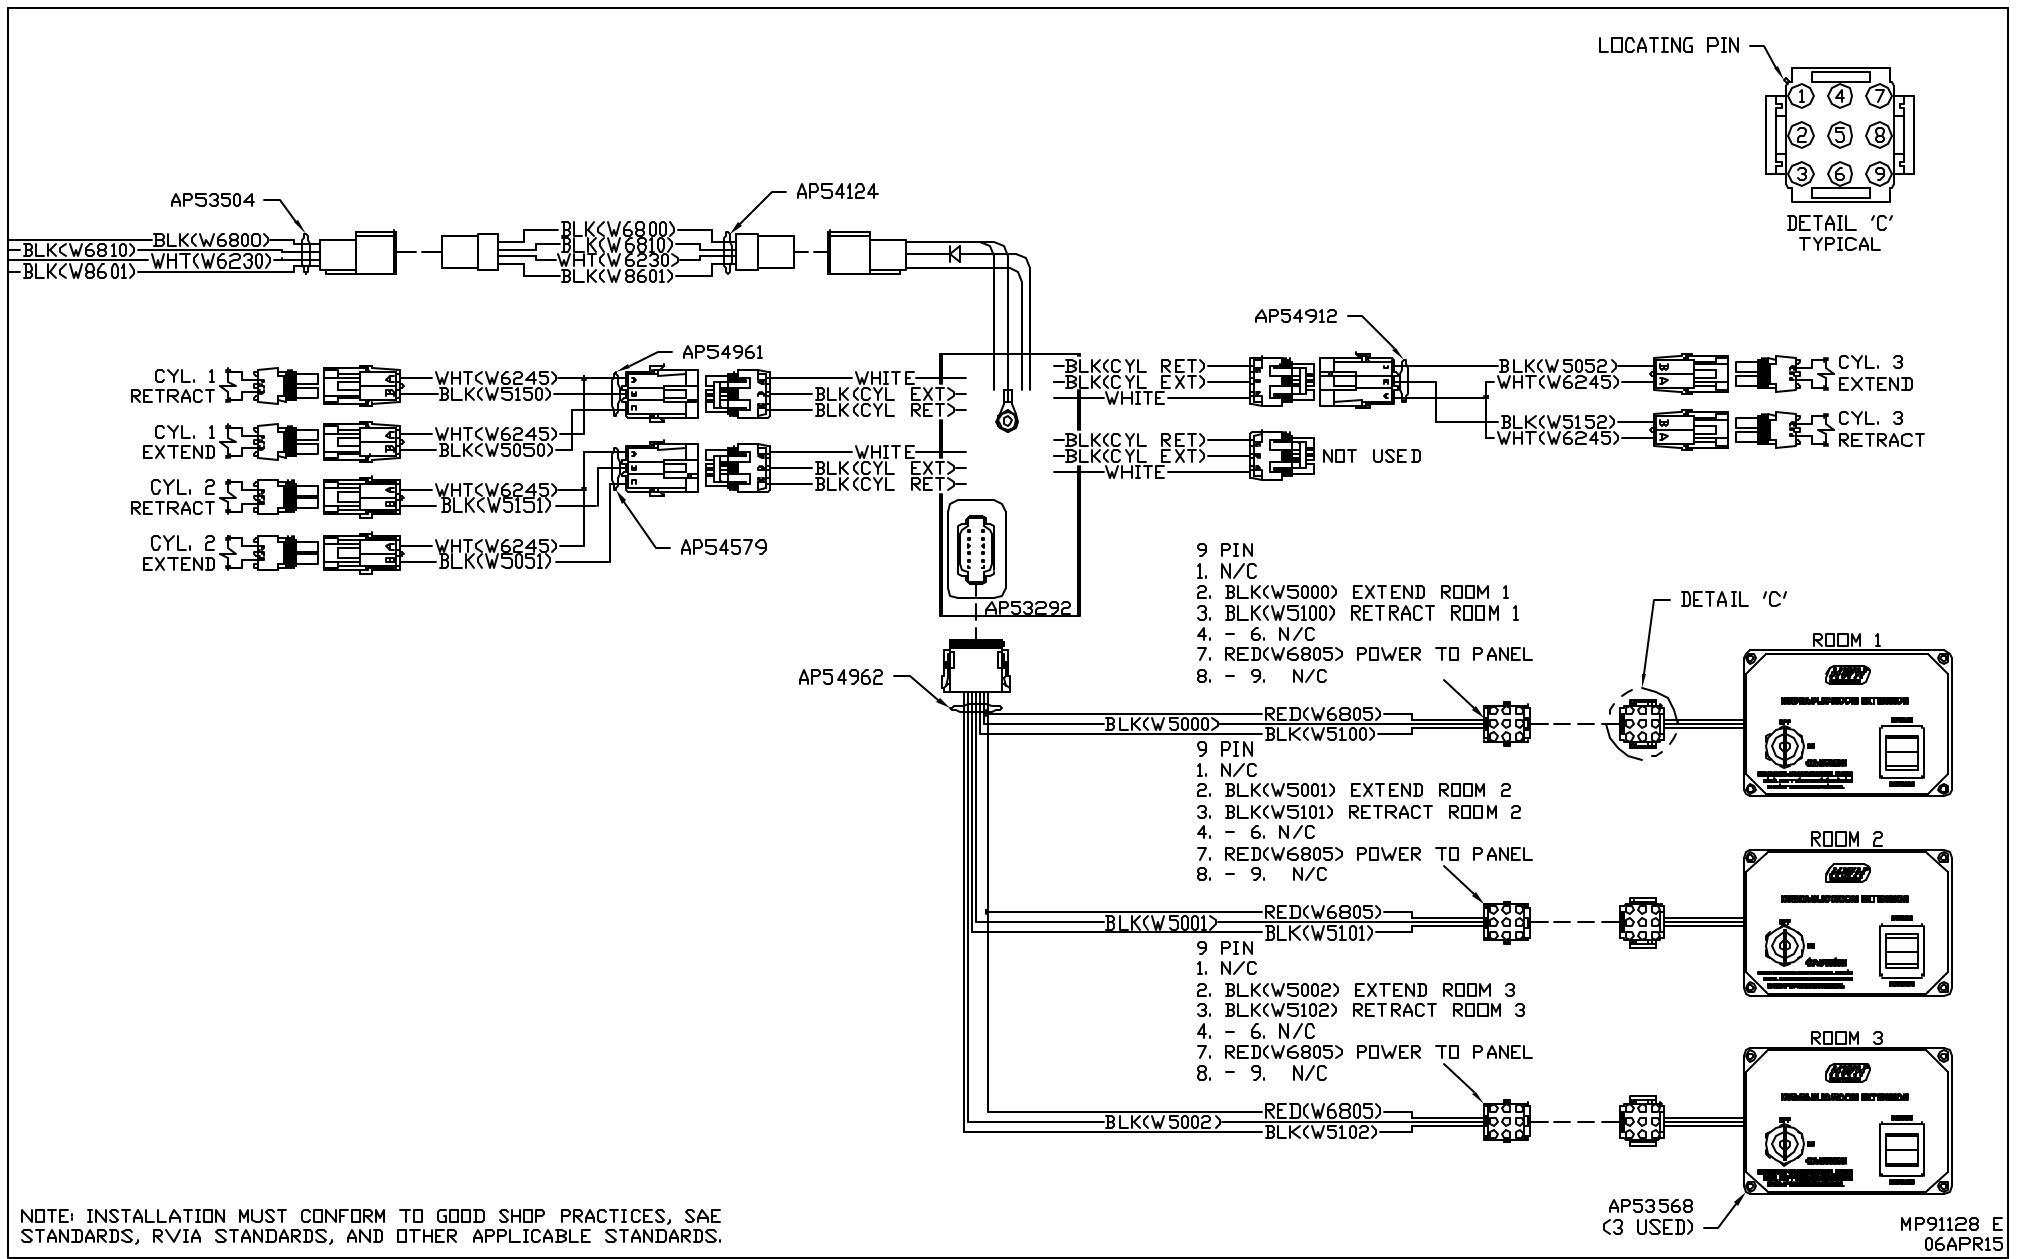 LOCATING PIN
1 4 7
2 5 8
3 6 9
DETAIL 'C'
TYPICAL
AP53504
AP54124
BLK(W6800)
BLK(W6810)
WHT(W6230)
BLK(W8601)
BLK(W6800)
BLK(W6810)
WHT(W6230)
BLK(W8601)
AP54961
CYL. 1
RETRACT
WHT(W6245)
BLK(W5150)
CYL. 1
EXTEND
WHT(W6245)
BLK(W5050)
CYL. 2
RETRACT
WHT(W6245)
BLK(W5151)
CYL. 2
EXTEND
WHT(W6245)
BLK(W5051)
AP54579
WHITE
BLK(CYL EXT)
BLK(CYL RET)
WHITE
BLK(CYL EXT)
BLK(CYL RET)
AP53292
BLK(CYL RET)
BLK(CYL EXT)
WHITE
BLK(CYL RET)
BLK(CYL EXT)
WHITE
NOT USED
AP54912
BLK(W5052)
WHT(W6245)
BLK(W5152)
WHT(W6245)
B A
B A
CYL. 3
EXTEND
CYL. 3
RETRACT
AP54962
9 PIN
1. N/C
2. BLK(W5000) EXTEND ROOM 1
3. BLK(W5100) RETRACT ROOM 1
4. - 6. N/C
7. RED(W6805) POWER TO PANEL
8. - 9. N/C
RED(W6805)
BLK(W5000)
BLK(W5100)
DETAIL 'C'
ROOM 1
9 PIN
1. N/C
2. BLK(W5001) EXTEND ROOM 2
3. BLK(W5101) RETRACT ROOM 2
4. - 6. N/C
7. RED(W6805) POWER TO PANEL
8. - 9. N/C
RED(W6805)
BLK(W5001)
BLK(W5101)
ROOM 2
9 PIN
1. N/C
2. BLK(W5002) EXTEND ROOM 3
3. BLK(W5102) RETRACT ROOM 3
4. - 6. N/C
7. RED(W6805) POWER TO PANEL
8. - 9. N/C
RED(W6805)
BLK(W5002)
BLK(W5102)
ROOM 3
AP53568
(3 USED)
NOTE: INSTALLATION MUST CONFORM TO GOOD SHOP PRACTICES, SAE
STANDARDS, RVIA STANDARDS, AND OTHER APPLICABLE STANDARDS.
MP91128 E
06APR15